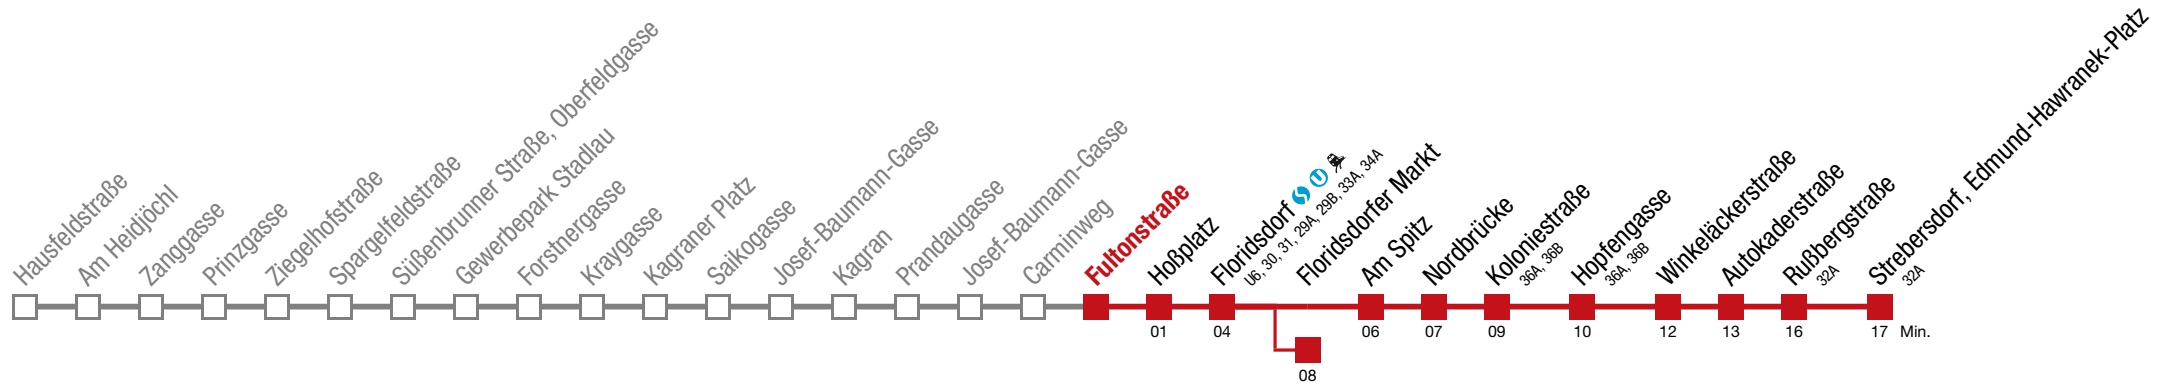 Hausfeldstraße
Am Heidjöchl
Zanggasse
Prinzgasse
Ziegelhofstraße
Spargelfeldstraße
Süßenbrunner Straße, Oberfeldgasse
Gewerbepark Stadlau
Forstnergasse
Kraygasse
Kagraner Platz
Saikogasse
Josef-Baumann-Gasse
Kagran
Prandaugasse
Josef-Baumann-Gasse
Carminweg
Fultonstraße
Hoßplatz
Floridsdorf S U
U6, 30, 31, 29A, 29B, 33A, 34A
Floridsdorfer Markt
Am Spitz
Nordbrücke
Koloniestraße
36A, 36B
Hopfengasse
36A, 36B
Winkeläckerstraße
Autokaderstraße
Rußbergstraße
32A
Strebersdorf, Edmund-Hawranek-Platz
32A
01 04 06 07 09 10 12 13 16 17 Min.
08